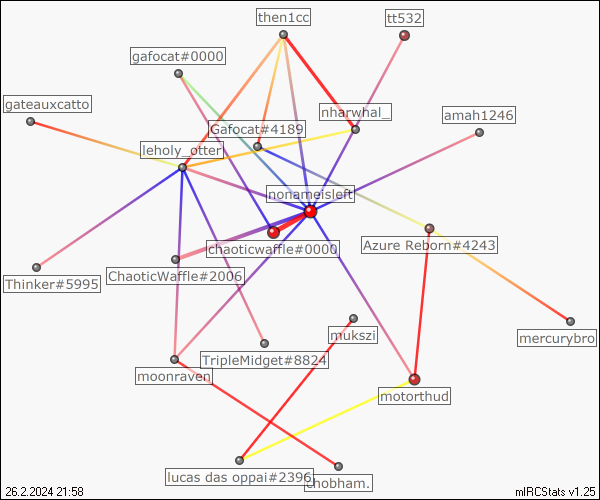 then1cc
tt532
gafocat#0000
gateauxcatto
nharwhal_
amah1246
Gafocat#4189
leholy_otter
nonameisleft
chaoticwaffle#0000
Azure Reborn#4243
Thinker#5995
ChaoticWaffle#2006
mukszi
mercurybro
TripleMidget#8824
moonraven
motorthud
lucas das oppai#2396
chobham.
26.2.2024 21:58
mIRCStats v1.25